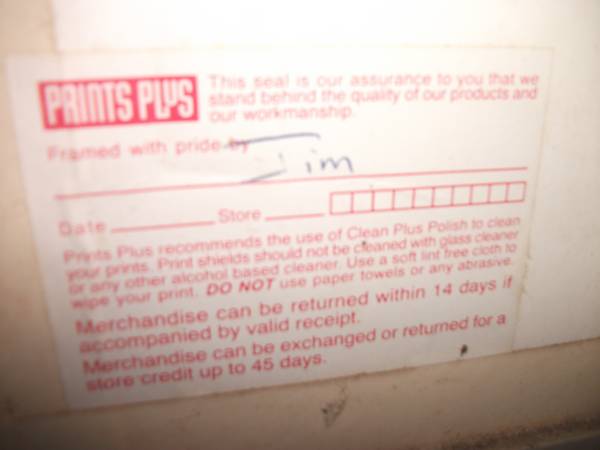 PRINTS PLUS
This seal is our assurance to you that we
stand behind the quality of our products and
our workmanship.
Framed with pride by Jim
Date Store
Prints Plus recommends the use of Clean Plus Polish to clean
your prints. Print shields should not be cleaned with glass cleaner
or any other alcohol based cleaner. Use a soft lint free cloth to
wipe your print. DO NOT use paper towels or any abrasive.
Merchandise can be returned within 14 days if
accompanied by valid receipt.
Merchandise can be exchanged or returned for a
store credit up to 45 days.